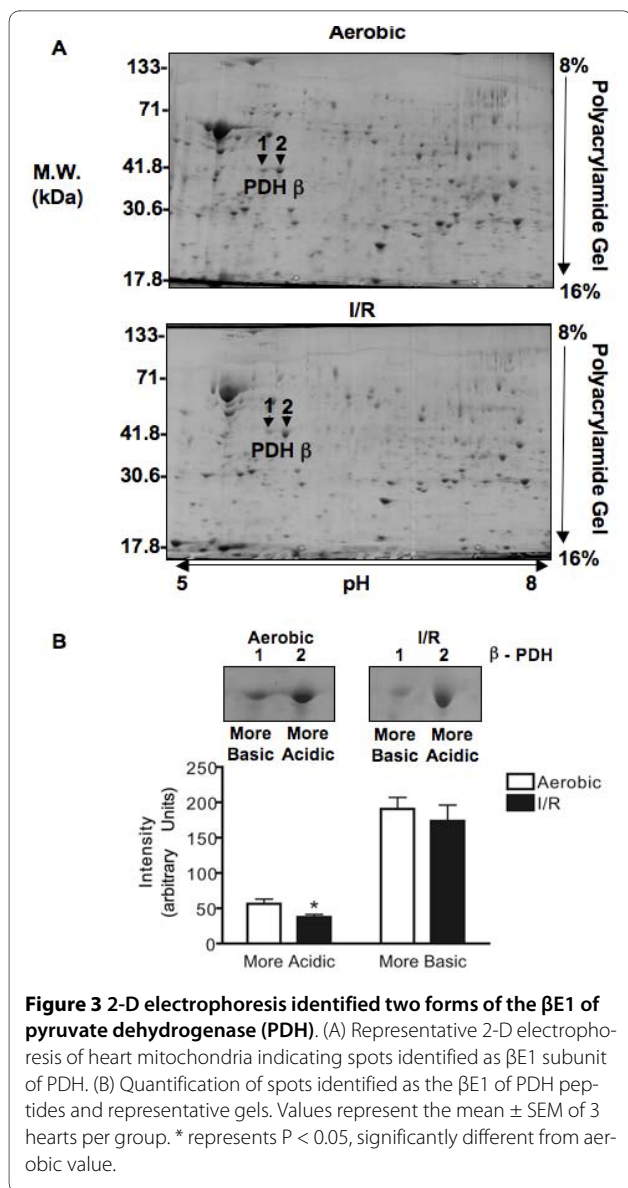 A
Aerobic
133-
71-
M.W.
(kDa)
41.8-
30.6-
17.8-
1 2
PDH β
8%
Polyacrylamide Gel
16%
I/R
133-
71-
41.8-
30.6-
17.8-
1 2
PDH β
8%
Polyacrylamide Gel
16%
5 pH 8
B
Aerobic I/R
1 2 1 2 β - PDH
More More More More
Basic Acidic Basic Acidic
Intensity
(arbitrary Units)
250
200
150
100
50
0
*
Aerobic
I/R
More Acidic More Basic
Figure 3 2-D electrophoresis identified two forms of the βE1 of
pyruvate dehydrogenase (PDH). (A) Representative 2-D electropho-
resis of heart mitochondria indicating spots identified as βE1 subunit
of PDH. (B) Quantification of spots identified as the βE1 of PDH pep-
tides and representative gels. Values represent the mean ± SEM of 3
hearts per group. * represents P < 0.05, significantly different from aer-
obic value.